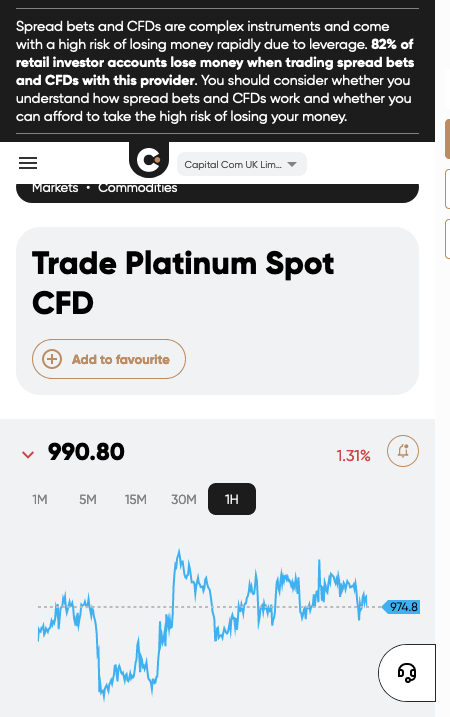 Spread bets and CFDs are complex instruments and come
with a high risk of losing money rapidly due to leverage. 82% of
retail investor accounts lose money when trading spread bets
and CFDs with this provider. You should consider whether you
understand how spread bets and CFDs work and whether you
can afford to take the high risk of losing your money.
Capital Com UK Lim...
Markets • Commodities
Trade Platinum Spot
CFD
Add to favourite
990.80
1.31%
1M 5M 15M 30M 1H
974.8